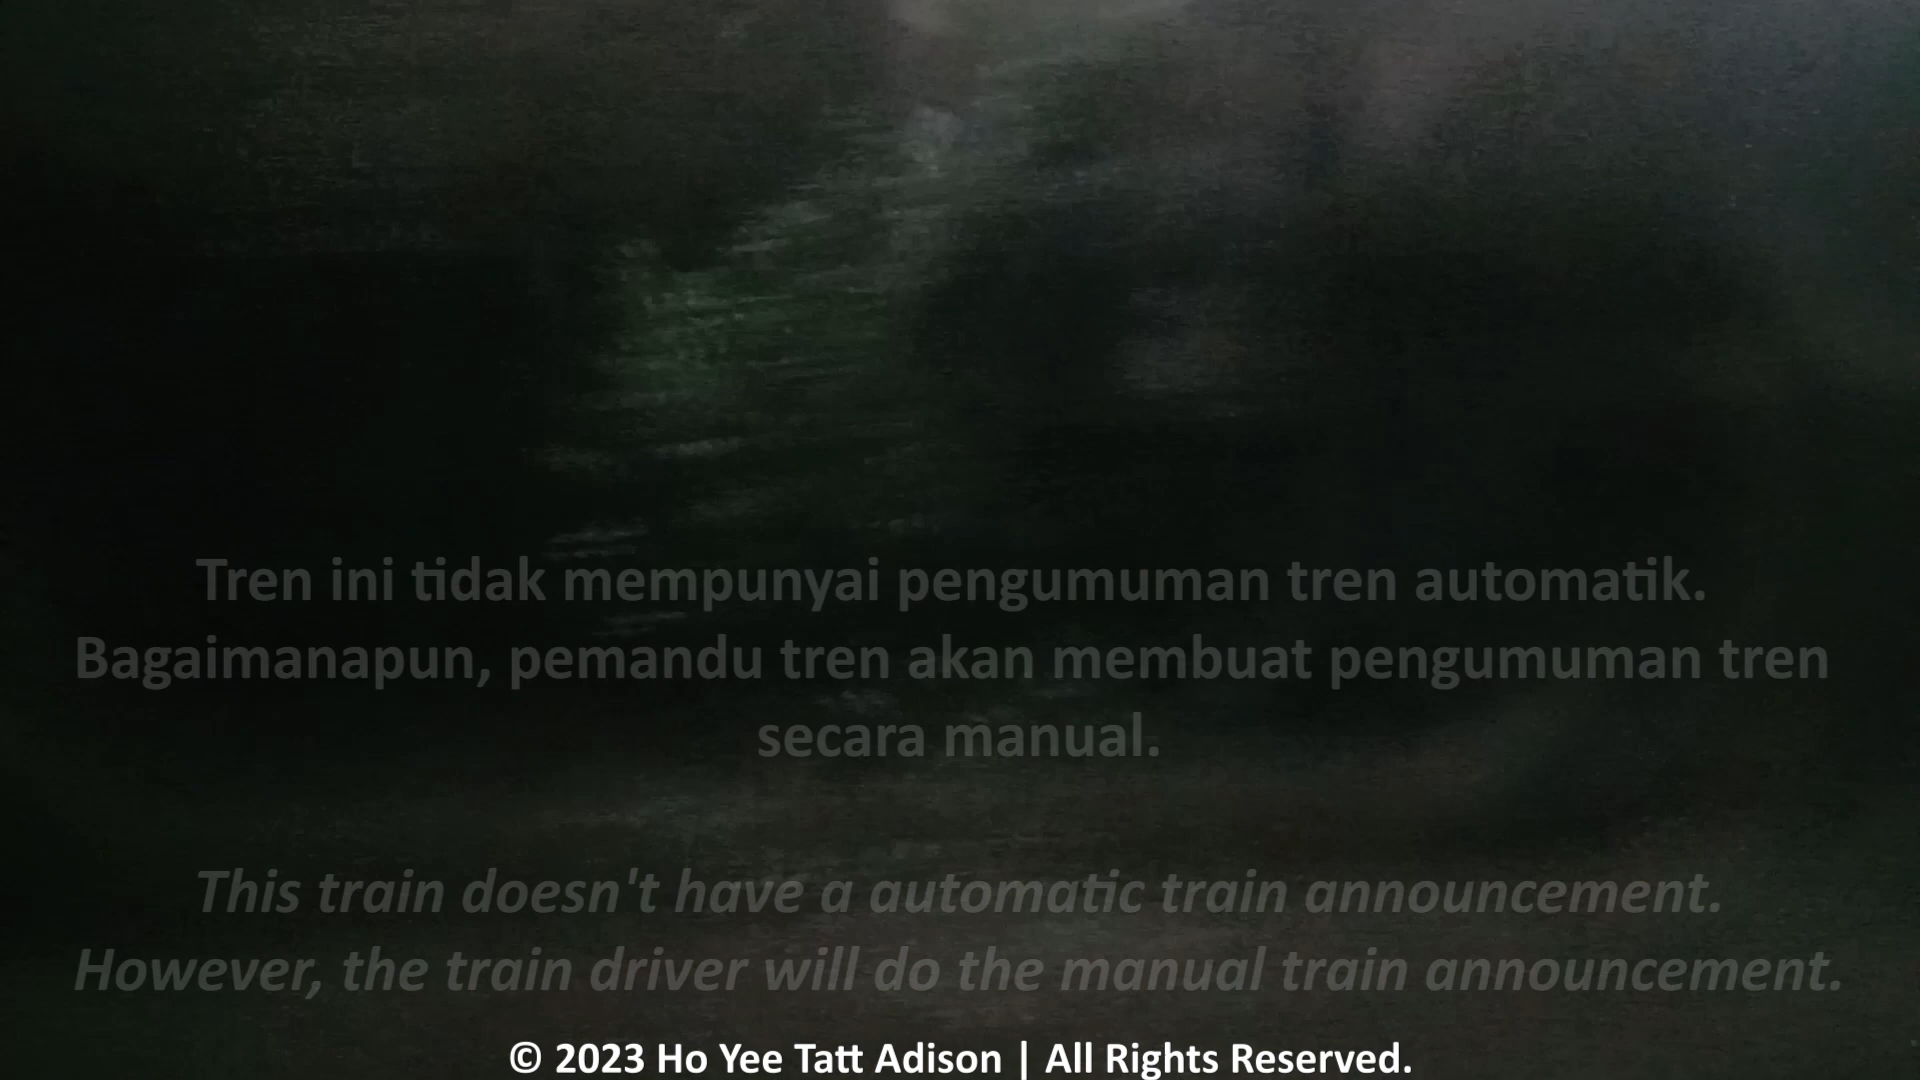 Tren ini tidak mempunyai pengumuman tren automatik.
Bagaimanapun, pemandu tren akan membuat pengumuman tren
secara manual.
This train doesn't have a automatic train announcement.
However, the train driver will do the manual train announcement.
© 2023 Ho Yee Tatt Adison | All Rights Reserved.